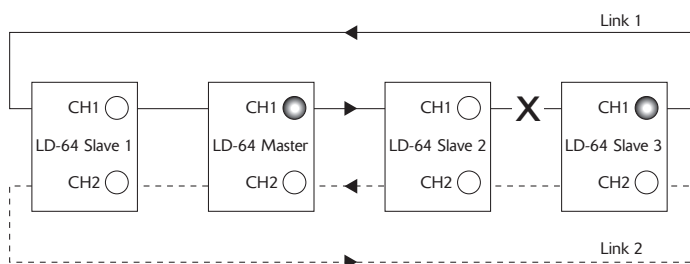 Link 1
CH1 CH1 CH1 X CH1
LD-64 Slave 1 LD-64 Master LD-64 Slave 2 LD-64 Slave 3
CH2 CH2 CH2 CH2
Link 2